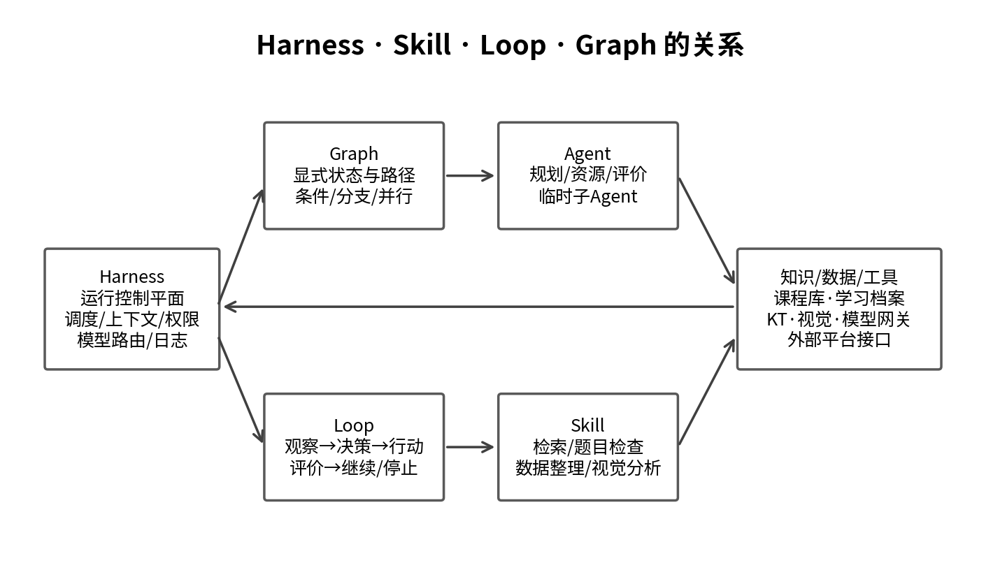 Harness · Skill · Loop · Graph 的关系
Graph
显式状态与路径
条件/分支/并行
Agent
规划/资源/评价
临时子Agent
Harness
运行控制平面
调度/上下文/权限
模型路由/日志
知识/数据/工具
课程库·学习档案
KT·视觉·模型网关
外部平台接口
Loop
观察→决策→行动
评价→继续/停止
Skill
检索/题目检查
数据整理/视觉分析